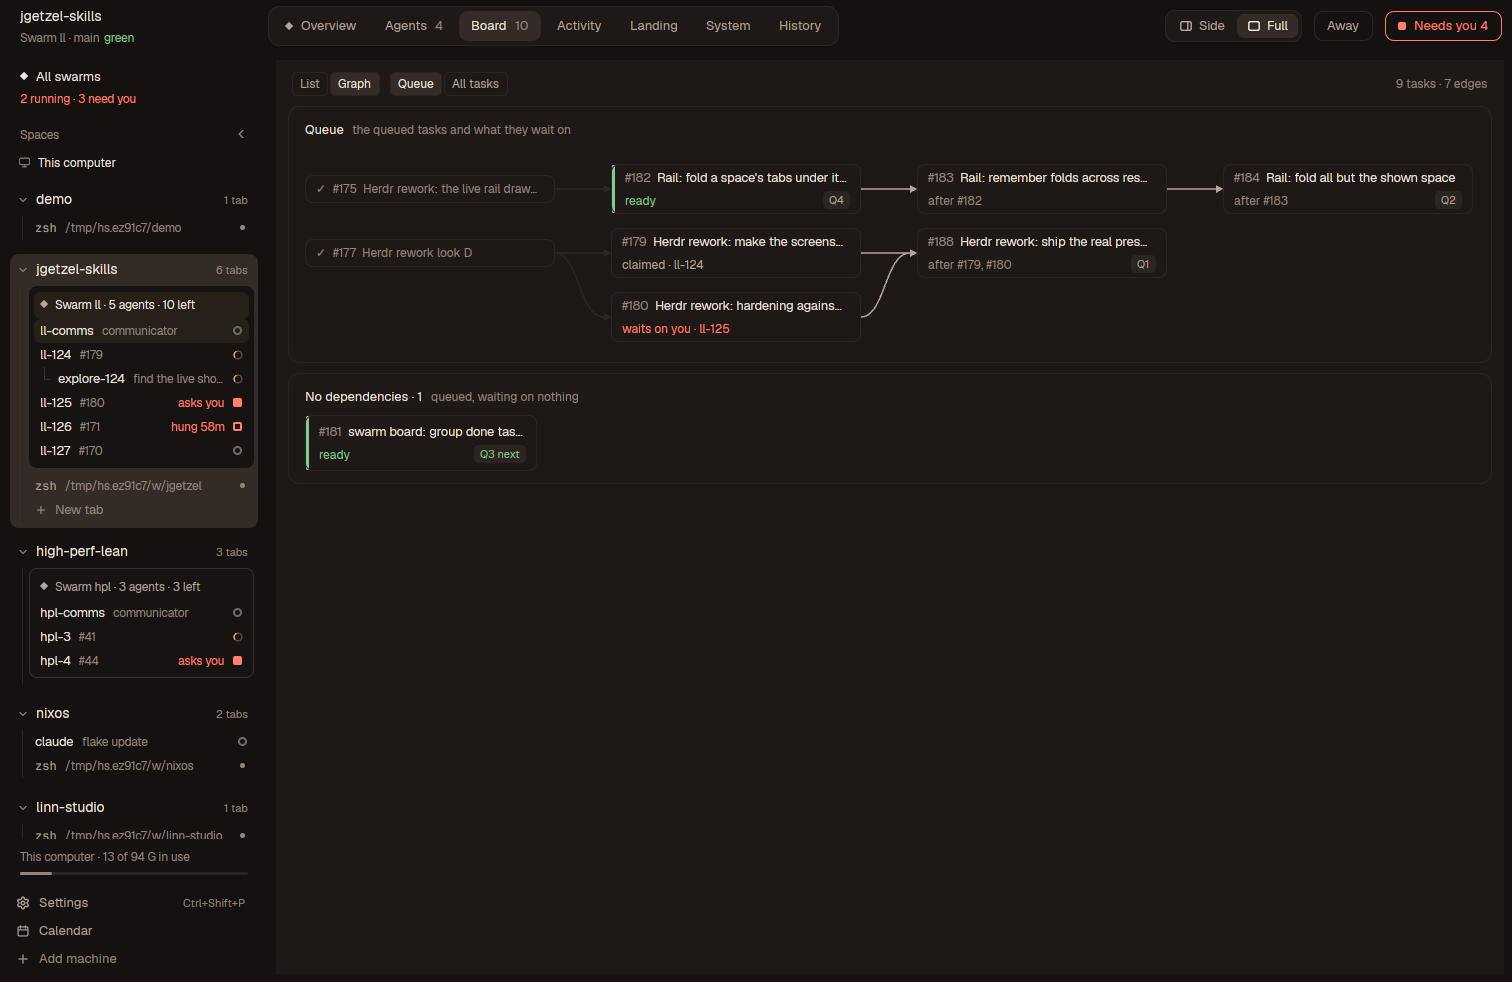 jgetzel-skills
Swarm ll · main green
Overview
Agents 4
Board 10
Activity
Landing
System
History
Side
Full
Away
Needs you 4
All swarms
2 running · 3 need you
Spaces
This computer
demo 1 tab
zsh /tmp/hs.ez91c7/demo
jgetzel-skills 6 tabs
Swarm ll · 5 agents · 10 left
ll-comms communicator
ll-124 #179
explore-124 find the live sho…
ll-125 #180 asks you
ll-126 #171 hung 58m
ll-127 #170
zsh /tmp/hs.ez91c7/w/jgetzel
+ New tab
high-perf-lean 3 tabs
Swarm hpl · 3 agents · 3 left
hpl-comms communicator
hpl-3 #41
hpl-4 #44 asks you
nixos 2 tabs
claude flake update
zsh /tmp/hs.ez91c7/w/nixos
linn-studio 1 tab
zsh /tmp/hs.ez91c7/w/linn-studio
This computer · 13 of 94 G in use
Settings Ctrl+Shift+P
Calendar
+ Add machine
List
Graph
Queue
All tasks
9 tasks · 7 edges
Queue the queued tasks and what they wait on
✓ #175 Herdr rework: the live rail draw…
#182 Rail: fold a space's tabs under it…
ready Q4
#183 Rail: remember folds across res…
after #182
#184 Rail: fold all but the shown space
after #183 Q2
✓ #177 Herdr rework look D
#179 Herdr rework: make the screens…
claimed · ll-124
#188 Herdr rework: ship the real pres…
after #179, #180 Q1
#180 Herdr rework: hardening agains…
waits on you · ll-125
No dependencies · 1 queued, waiting on nothing
#181 swarm board: group done tas…
ready Q3 next